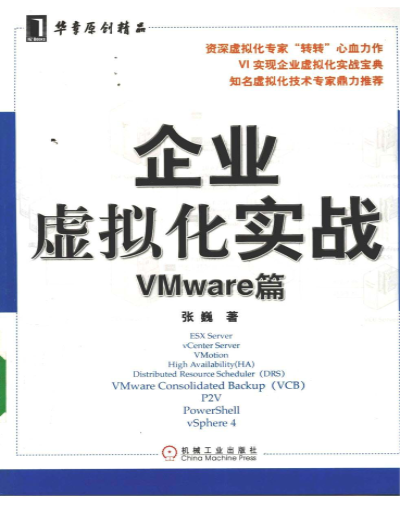 华章原创精品
HZ Books
资深虚拟化专家“转转”心血力作
VI 实现企业虚拟化实战宝典
知名虚拟化技术专家鼎力推荐
企业
虚拟化实战
VMware篇
张巍 著
ESX Server
vCenter Server
VMotion
High Availability(HA)
Distributed Resource Scheduler (DRS)
VMware Consolidated Backup (VCB)
P2V
PowerShell
vSphere 4
机械工业出版社
China Machine Press